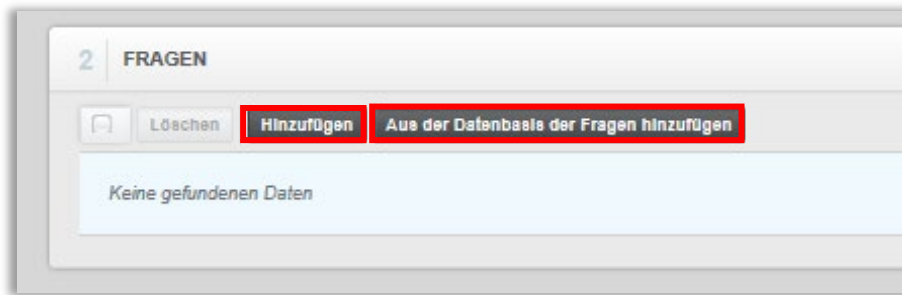 2 FRAGEN
Löschen Hinzufügen Aus der Datenbasis der Fragen hinzufügen
Keine gefundenen Daten